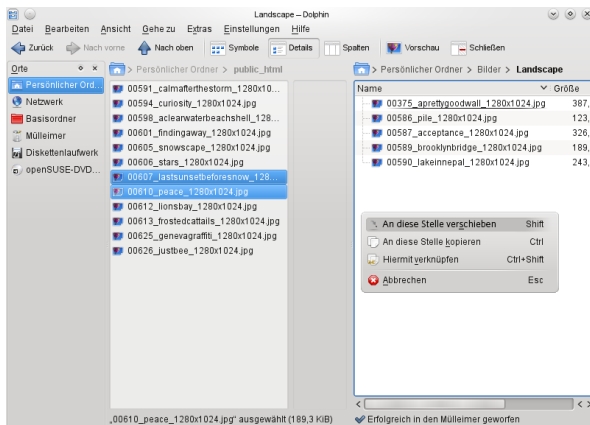 Landscape – Dolphin
Datei Bearbeiten Ansicht Gehe zu Extras Einstellungen Hilfe
Zurück Nach vorne Nach oben Symbole Details Spalten Vorschau Schließen
Orte
Persönlicher Ord...
Netzwerk
Basisordner
Mülleimer
Diskettenlaufwerk
openSUSE-DVD...
> Persönlicher Ordner > public_html
00591_calmafterthestorm_1280x10...
00594_curiosity_1280x1024.jpg
00598_aclearwaterbeachshell_128...
00601_findingaway_1280x1024.jpg
00605_snowscape_1280x1024.jpg
00606_stars_1280x1024.jpg
00607_lastsunsetbeforesnow_128...
00610_peace_1280x1024.jpg
00612_lionsbay_1280x1024.jpg
00613_frostedcattails_1280x1024.jpg
00625_genevagraffiti_1280x1024.jpg
00626_justbee_1280x1024.jpg
> Persönlicher Ordner > Bilder > Landscape
Name Größe
00375_aprettygoodwall_1280x1024.jpg 387,
00586_pile_1280x1024.jpg 123,
00587_acceptance_1280x1024.jpg 326,
00589_brooklynbridge_1280x1024.jpg 189,
00590_lakeinnepal_1280x1024.jpg 243,
An diese Stelle verschieben Shift
An diese Stelle kopieren Ctrl
Hiermit verknüpfen Ctrl+Shift
Abbrechen Esc
„00610_peace_1280x1024.jpg“ ausgewählt (189,3 KiB)
Erfolgreich in den Mülleimer geworfen